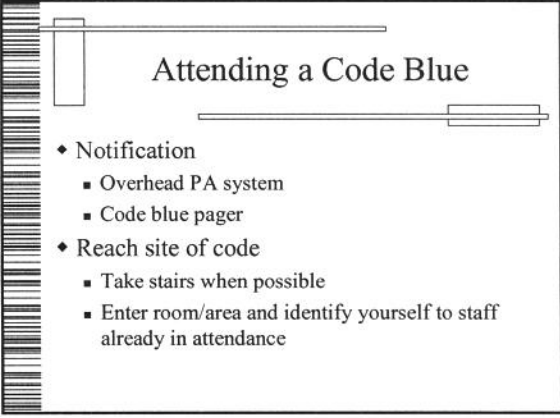 Attending a Code Blue
◆ Notification
■ Overhead PA system
■ Code blue pager
◆ Reach site of code
■ Take stairs when possible
■ Enter room/area and identify yourself to staff
already in attendance